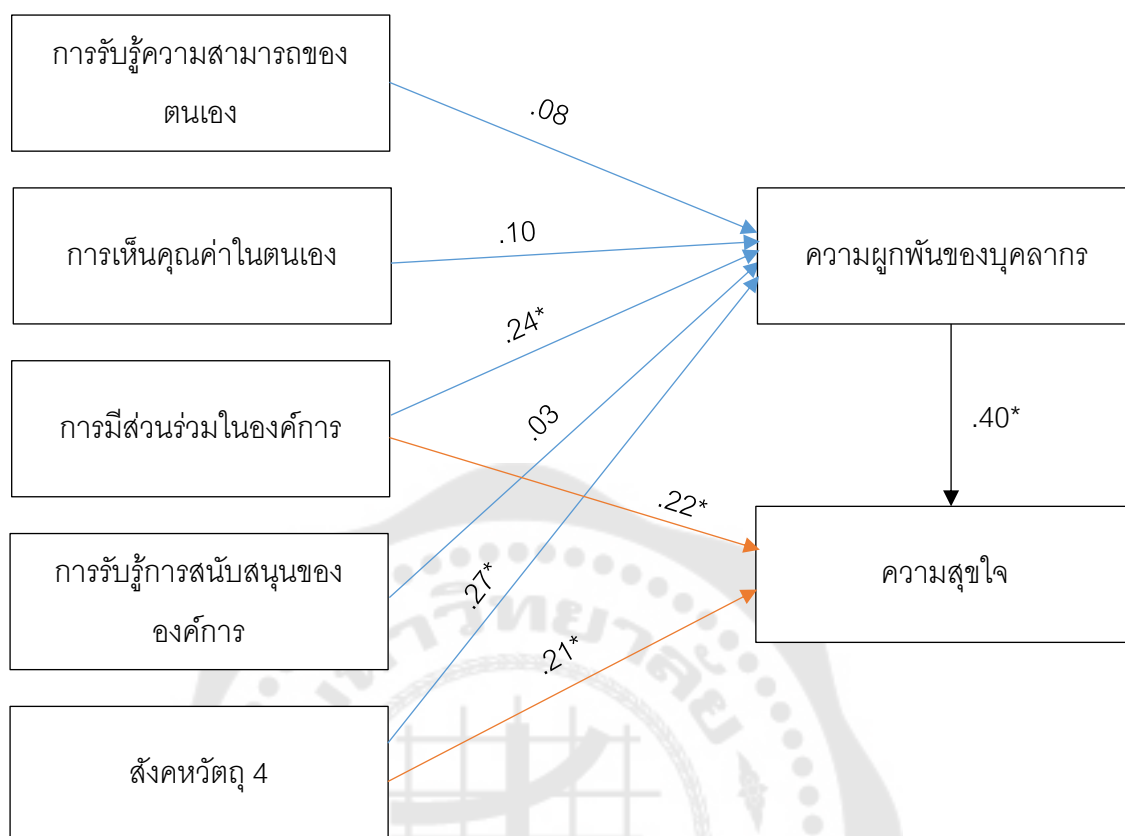 การรับรู้ความสามารถของ
ตนเอง
.08
การเห็นคุณค่าในตนเอง
.10
ความผูกพันของบุคลากร
.24*
การมีส่วนร่วมในองค์การ
.03
.40*
.22*
การรับรู้การสนับสนุนของ
องค์การ
.27*
ความสุขใจ
.21*
สังคหวัตถุ 4